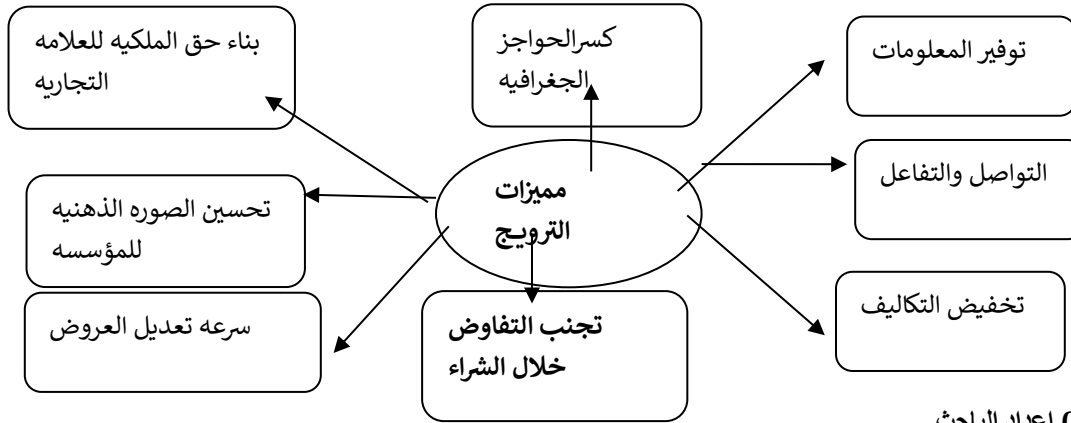 توفير المعلومات
كسرالحواجز
الجغرافيه
بناء حق الملكيه للعلامه
التجاريه
التواصل والتفاعل
مميزات
الترويج
تحسين الصوره الذهنيه
للمؤسسه
تخفيض التكاليف
تجنب التفاوض
خلال الشراء
سرعه تعديل العروض